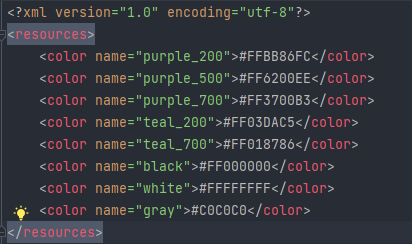 <?xml version="1.0" encoding="utf-8"?>
<resources>
    <color name="purple_200">#FFBB86FC</color>
    <color name="purple_500">#FF6200EE</color>
    <color name="purple_700">#FF3700B3</color>
    <color name="teal_200">#FF03DAC5</color>
    <color name="teal_700">#FF018786</color>
    <color name="black">#FF000000</color>
    <color name="white">#FFFFFFFF</color>
    <color name="gray">#C0C0C0</color>
</resources>